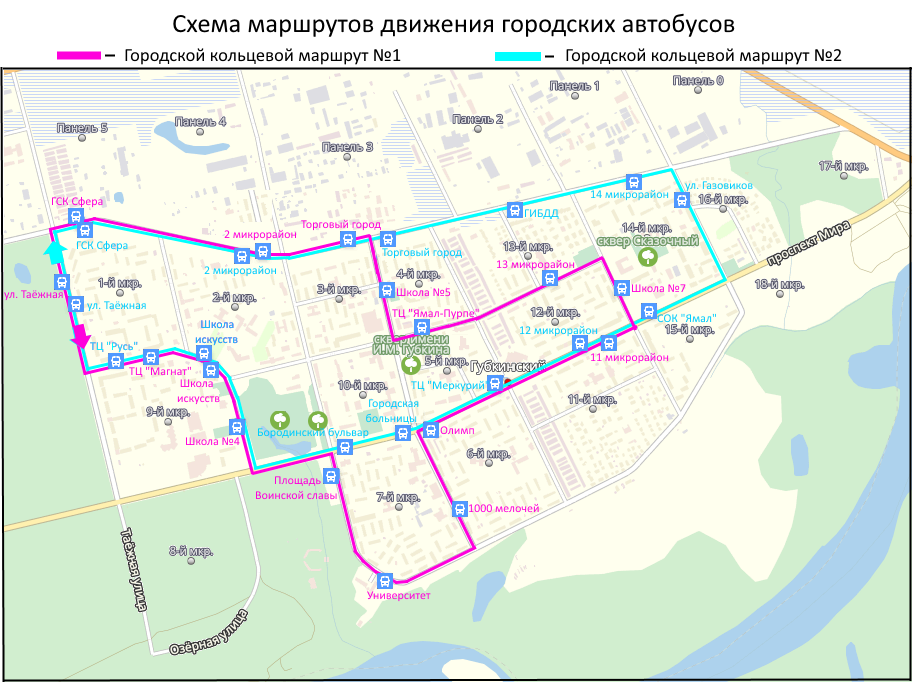 Схема маршрутов движения городских автобусов
– Городской кольцевой маршрут №1
– Городской кольцевой маршрут №2
Панель 0
Панель 1
Панель 2
Панель 3
Панель 4
Панель 5
17-й мкр.
ул. Газовиков
16-й мкр.
14 микрорайон
ГСК Сфера
ГСК Сфера
2 микрорайон
2 микрорайон
Торговый город
Торговый город
ГИБДД
14-й мкр.
сквер Сказочный
проспект Мира
13-й мкр.
13 микрорайон
4-й мкр.
1-й мкр.
ул. Таёжная
ул. Таёжная
2-й мкр.
3-й мкр.
Школа №5
Школа №7
18-й мкр.
ТЦ "Ямал-Пурпе"
12-й мкр.
12 микрорайон
СОК "Ямал"
15-й мкр.
Школа
искусств
ТЦ "Русь"
ТЦ "Магнат"
сквер имени
И.М. Губкина
5-й мкр.
Губкинский
11 микрорайон
Школа
искусств
10-й мкр.
ТЦ "Меркурий"
9-й мкр.
Городская
больницы
11-й мкр.
Школа №4
Бородинский бульвар
Олимп
6-й мкр.
Площадь
Воинской славы
7-й мкр.
1000 мелочей
8-й мкр.
Таёжная улица
Университет
Озёрная улица